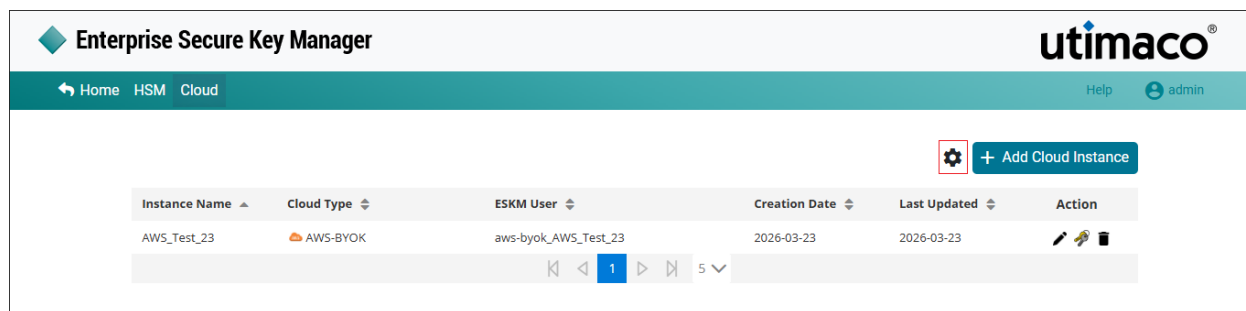 Enterprise Secure Key Manager
utimaco®
Home HSM Cloud Help admin
+ Add Cloud Instance
Instance Name Cloud Type ESKM User Creation Date Last Updated Action
AWS_Test_23 AWS-BYOK aws-byok_AWS_Test_23 2026-03-23 2026-03-23
1 5